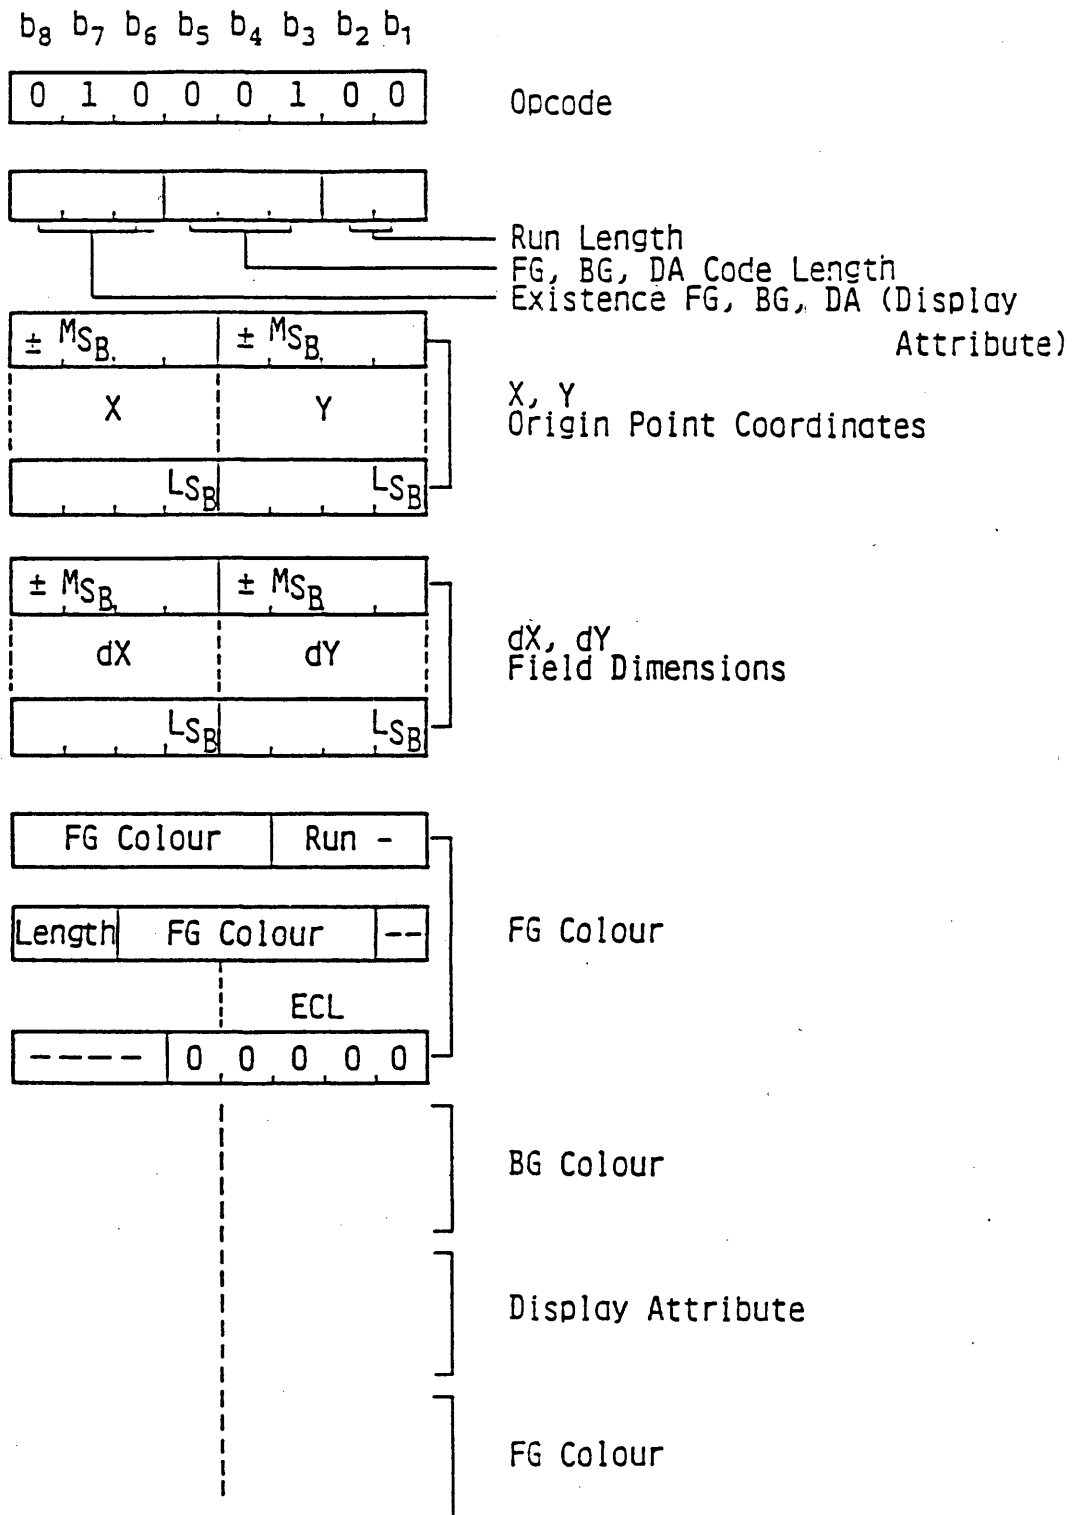 b8 b7 b6 b5 b4 b3 b2 b1
0 1 0 0 0 1 0 0 Opcode
Run Length
FG, BG, DA Code Length
Existence FG, BG, DA (Display
Attribute)
± MSB ± MSB
X Y
X, Y
Origin Point Coordinates
LSB LSB
± MSB ± MSB
dX dY
dX, dY
Field Dimensions
LSB LSB
FG Colour Run -
Length FG Colour -- FG Colour
ECL
---- 0 0 0 0 0
BG Colour
Display Attribute
FG Colour